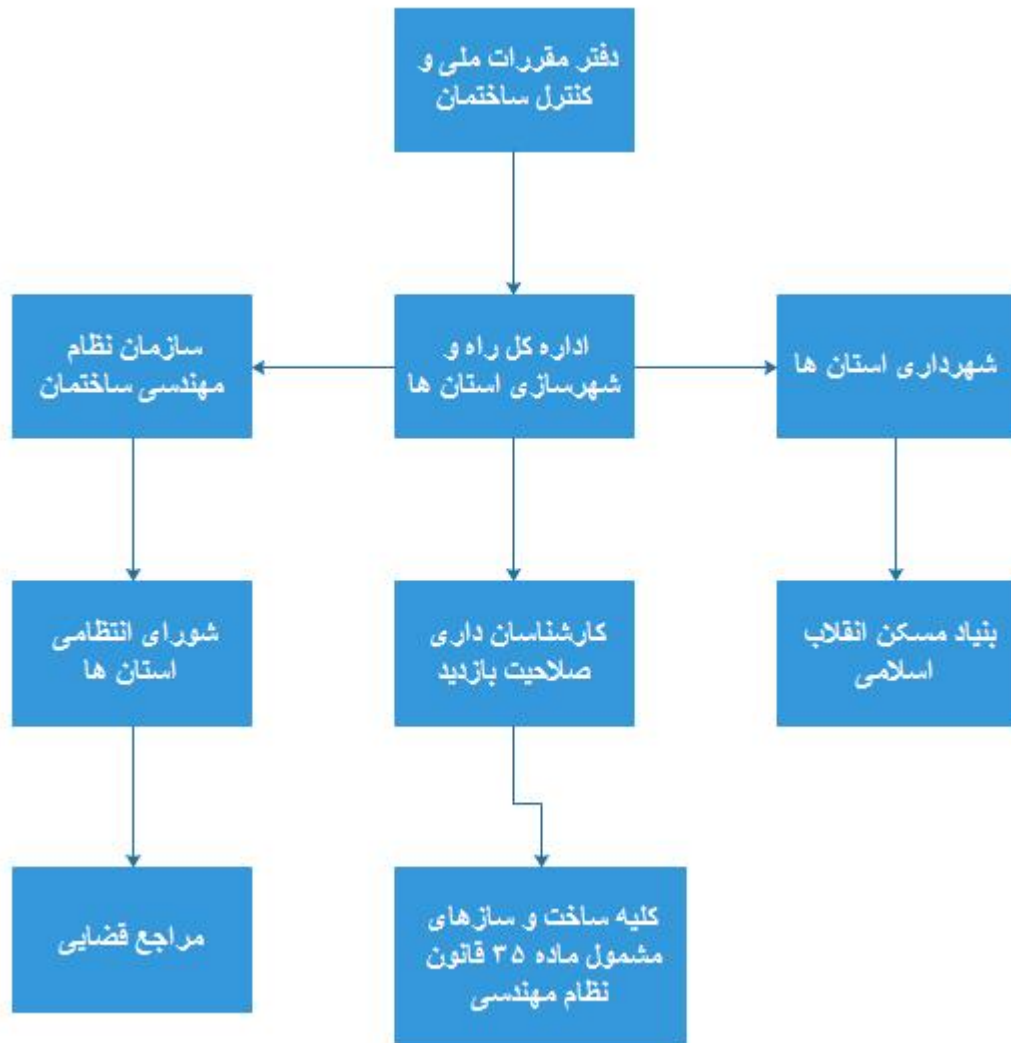 دفتر مقررات ملی و
کنترل ساختمان
سازمان نظام
مهندسی ساختمان
اداره کل راه و
شهرسازی استان ها
شهرداری استان ها
شورای انتظامی
استان ها
کارشناسان داری
صلاحیت بازدید
بنیاد مسکن انقلاب
اسلامی
مراجع قضایی
کلیه ساخت و سازهای
مشمول ماده ۳۵ قانون
نظام مهندسی